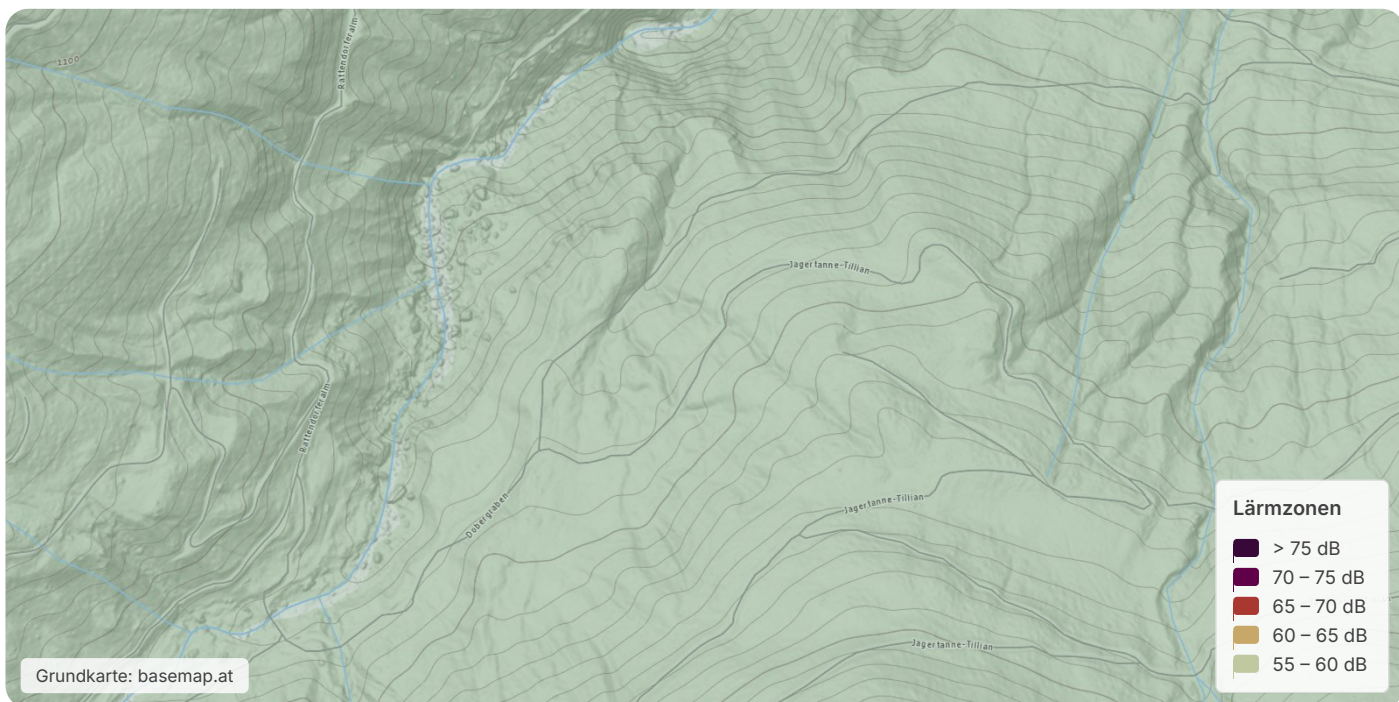 Rattendorferalm
1100
Jagertanne-Tillian
Rattendorferalm
Dobergraben
Jagertanne-Tillian
Jagertanne-Tillian
Lärmzonen
> 75 dB
70 – 75 dB
65 – 70 dB
60 – 65 dB
55 – 60 dB
Grundkarte: basemap.at